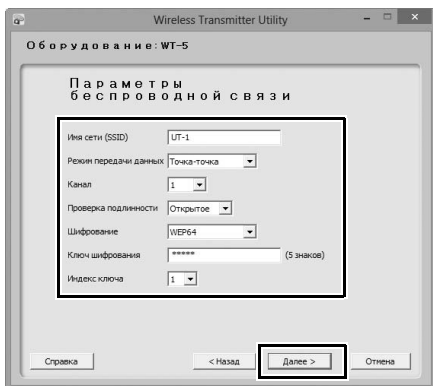 Wireless Transmitter Utility
Оборудование: WT-5
Параметры
беспроводной связи
Имя сети (SSID) UT-1
Режим передачи данных Точка-точка
Канал 1
Проверка подлинности Открытое
Шифрование WEP64
Ключ шифрования ***** (5 знаков)
Индекс ключа 1
Справка < Назад Далее > Отмена